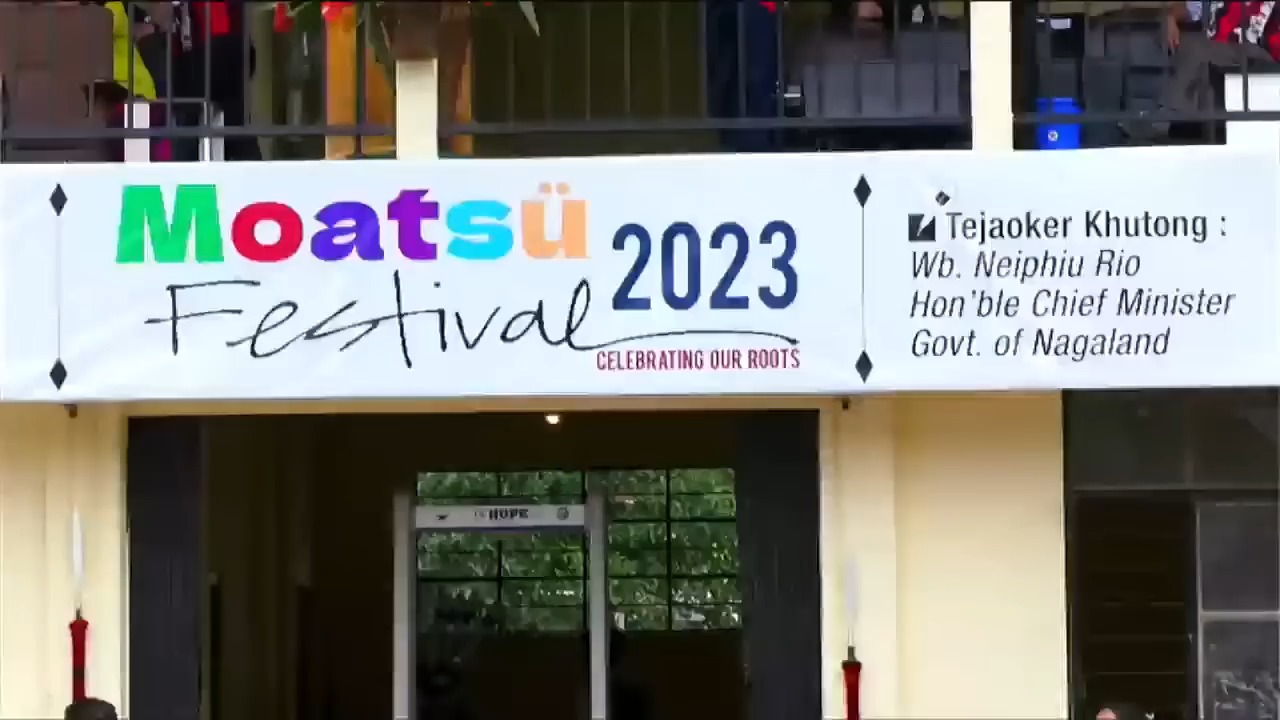 Moatsü
Festival 2023
CELEBRATING OUR ROOTS
Tejaoker Khutong :
Wb. Neiphiu Rio
Hon'ble Chief Minister
Govt. of Nagaland
HOPE